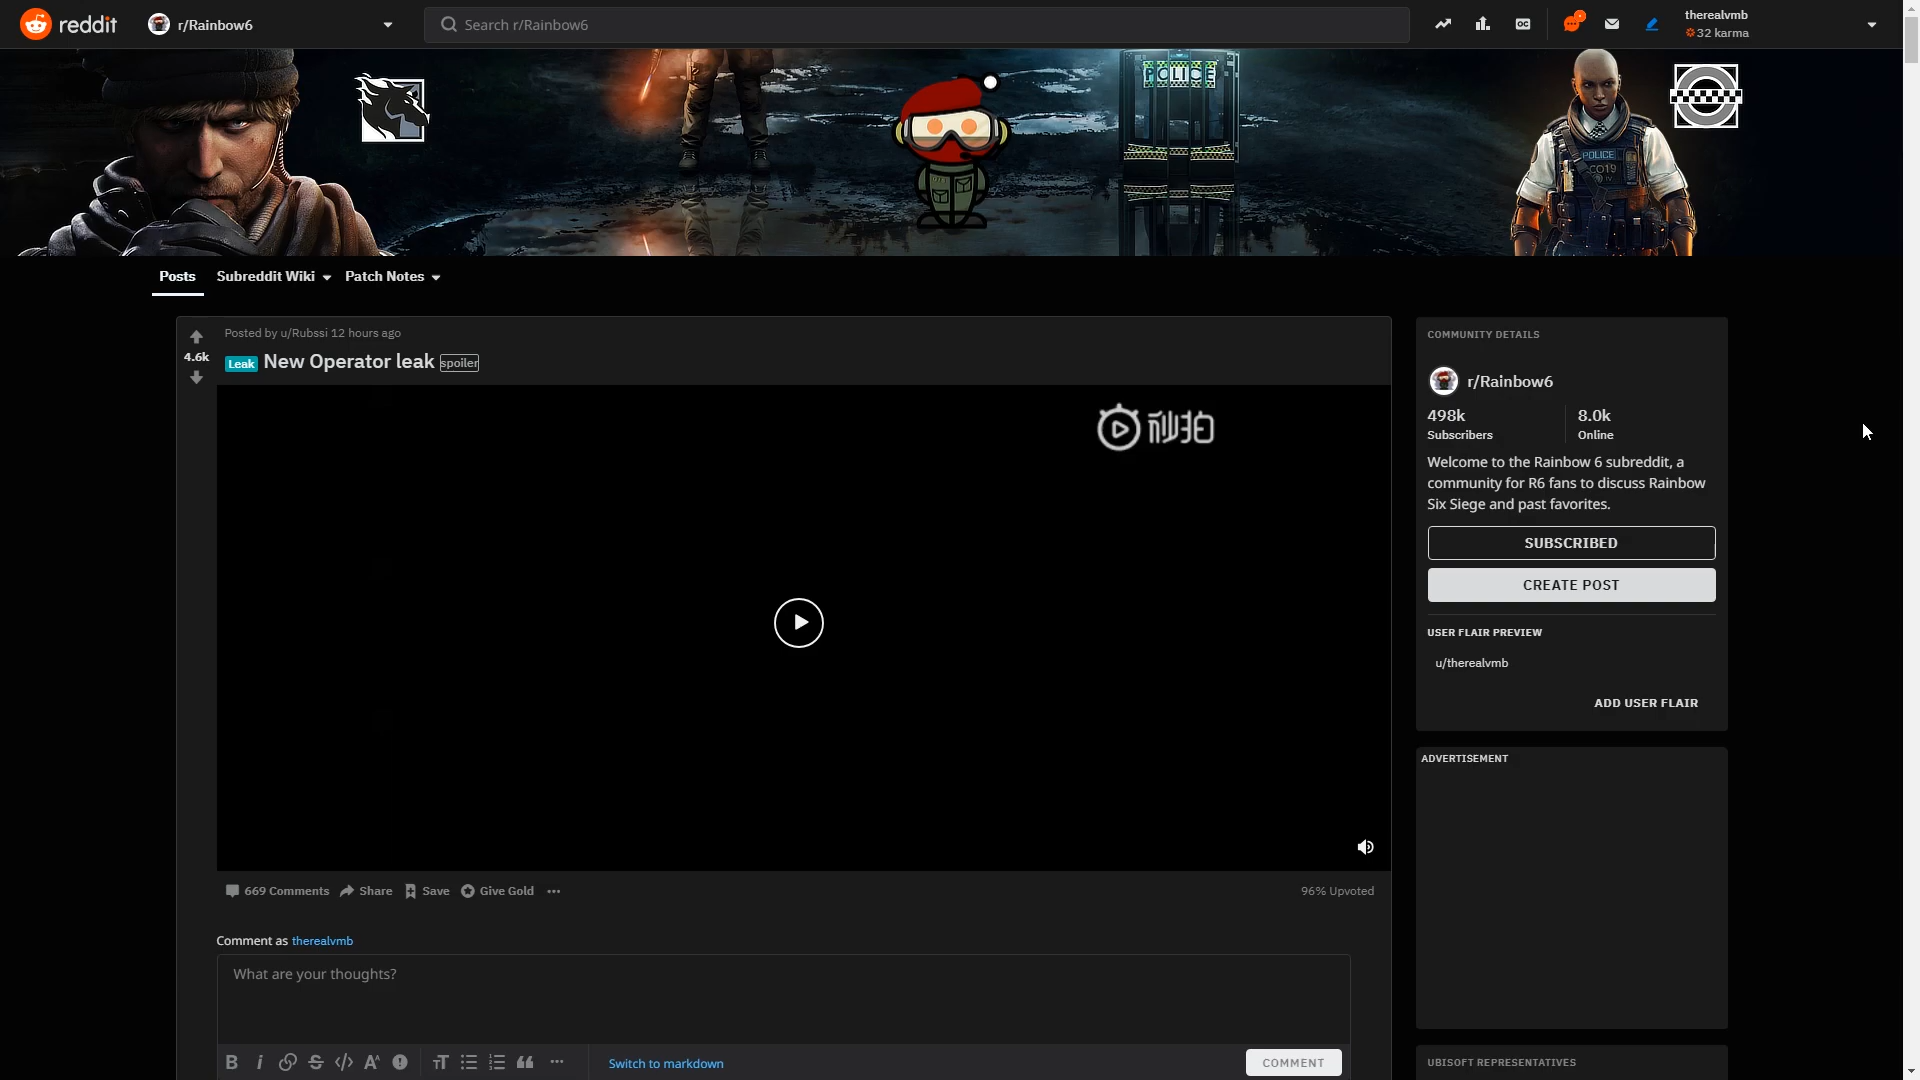 reddit
r/Rainbow6
Search r/Rainbow6
therealvmb
32 karma
POLICE
POLICE
CO19
Posts
Subreddit Wiki
Patch Notes
Posted by u/Rubssi 12 hours ago
4.6k
Leak New Operator leak spoiler
秒拍
669 Comments Share Save Give Gold
96% Upvoted
Comment as therealvmb
What are your thoughts?
Switch to markdown
COMMENT
COMMUNITY DETAILS
r/Rainbow6
498k
Subscribers
8.0k
Online
Welcome to the Rainbow 6 subreddit, a
community for R6 fans to discuss Rainbow
Six Siege and past favorites.
SUBSCRIBED
CREATE POST
USER FLAIR PREVIEW
u/therealvmb
ADD USER FLAIR
ADVERTISEMENT
UBISOFT REPRESENTATIVES